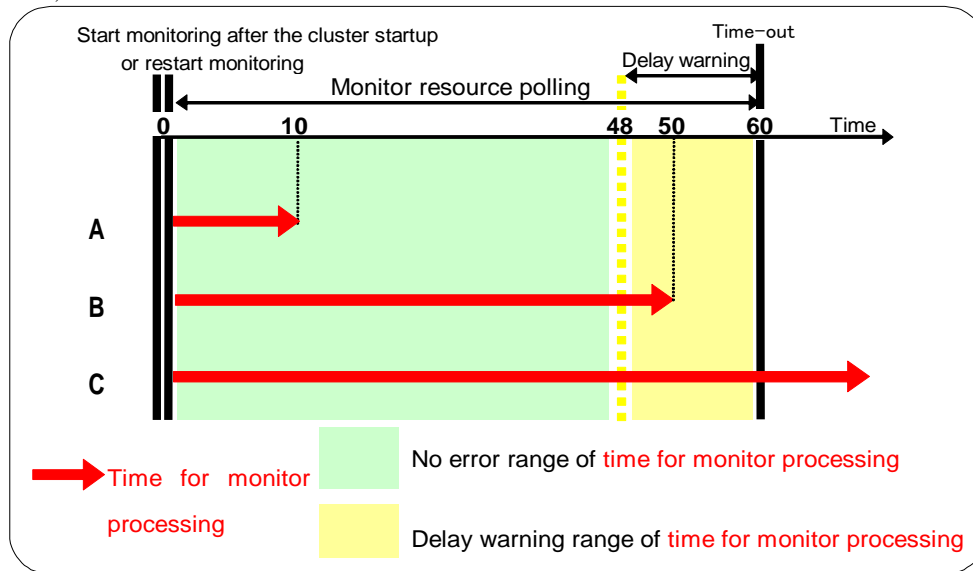 Start monitoring after the cluster startup
or restart monitoring
Time-out
Delay warning
Monitor resource polling
0 10 48 50 60 Time
A
B
C
Time for monitor
processing
No error range of time for monitor processing
Delay warning range of time for monitor processing